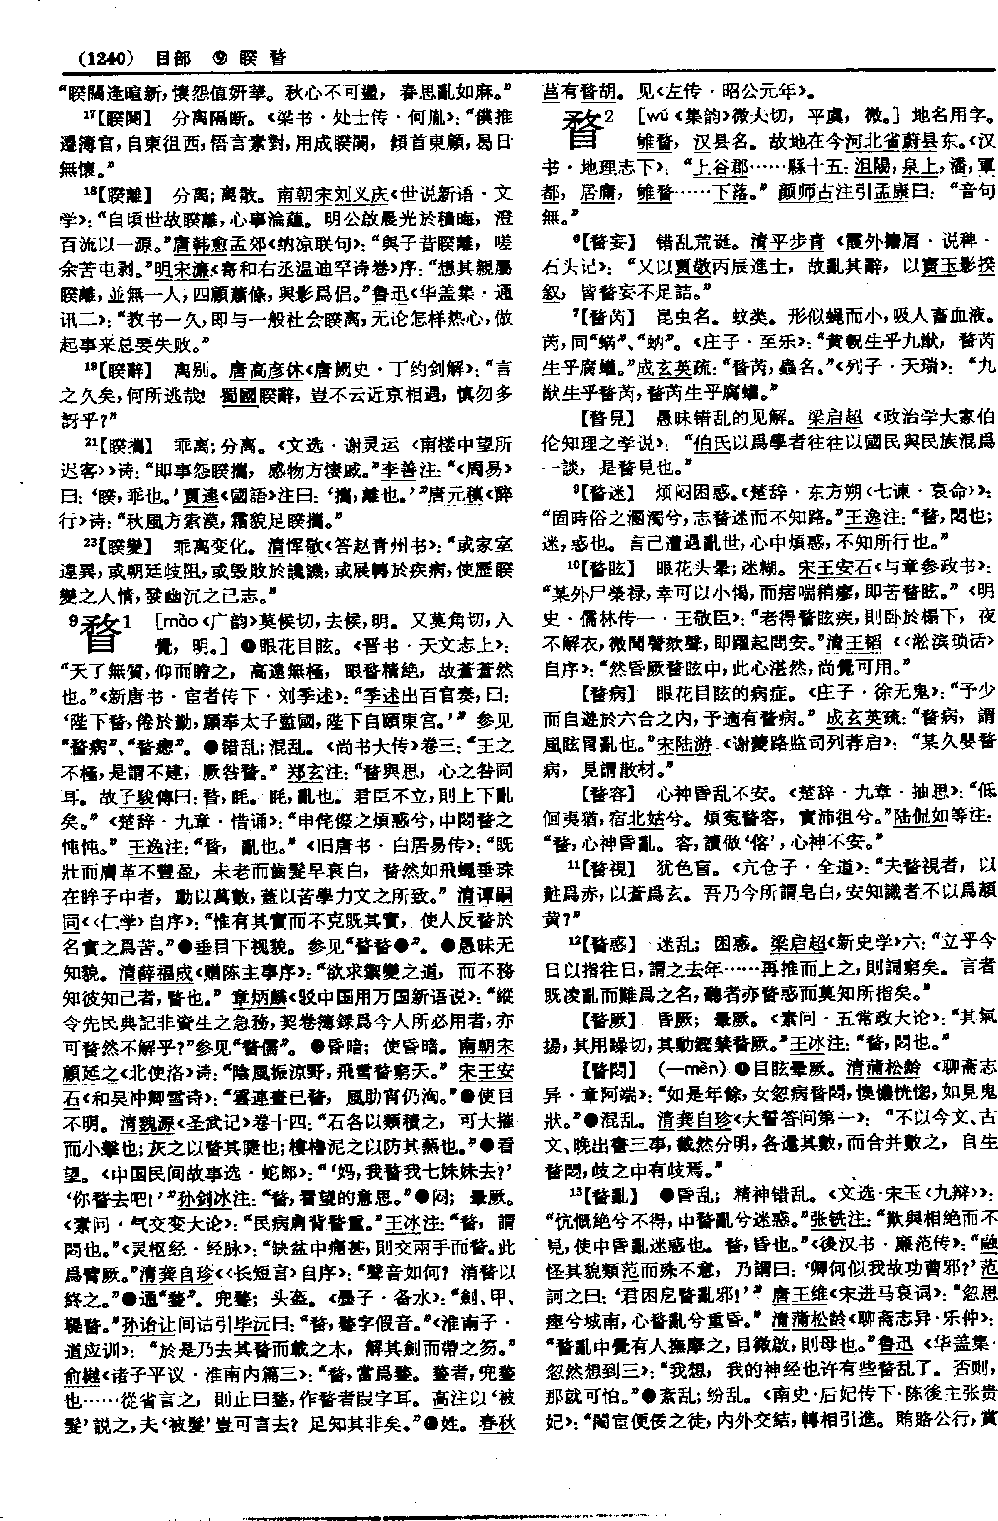 (1240) 目部 ⑨ 睽 瞀
“睽隔逢暄新,悽怨值妍華。秋心不可盪，春思亂如麻。”
17【睽閡】 分离隔断。《梁书·处士传·何胤》:“僕推
遷簿官,自東徂西,悟言素對,用成睽閡，傾首東顧,曷日
無懷。”
18【睽離】 分离;离散。南朝宋刘义庆《世说新语·文
学》:“自頃世故睽離,心事淪蘊。明公啟晨光於積晦，澄
百流以一源。”唐韩愈孟郊《纳凉联句》:“與子昔睽離，嗟
余苦屯剥。”明宋濂《寄和右丞温迪罕诗卷》序:“想其親屬
睽離,並無一人;四顧蕭條,與影爲侣。”鲁迅《华盖集·通
讯二》:“教书一久,即与一般社会睽离,无论怎样热心,做
起事来总要失败。”
19【睽辭】 离别。唐高彦休《唐阙史·丁约剑解》:“言
之久矣,何所逃哉! 蜀國睽辭，豈不云近京相遇，慎勿多
訝乎?”
21【睽攜】 乖离;分离。《文选·谢灵运〈南楼中望所
迟客〉》诗:“即事怨睽攜，感物方悽戚。”李善注:“《周易》
曰:‘睽,乖也。’賈逵《國語》注曰:‘攜,離也。’”唐元稹《醉
行》诗:“秋風方索漠,霜貌足睽攜。”
23【睽變】 乖离变化。清恽敬《答赵青州书》:“或家室
違異,或朝廷歧阻,或毁敗於讒譏,或展轉於疾病,使歷睽
變之人情,發幽沉之己志。”
9瞀1 [mào《广韵》莫候切,去候,明。又莫角切,入
覺，明。] ❶眼花目眩。《晋书·天文志上》:
“天了無質,仰而瞻之，高遠無極，眼瞀精絶，故蒼蒼然
也。”《新唐书·宦者传下·刘季述》:“季述出百官奏,曰:
‘陛下瞀,倦於勤,願奉太子監國,陛下自頤東宫。’” 参见
“瞀病”、“瞀瘛”。❷错乱;混乱。《尚书大传》卷三:“王之
不極,是謂不建，厥咎瞀。”郑玄注:“瞀與思，心之咎同
耳。故子駿傳曰:瞀,眊。眊,亂也。君臣不立,則上下亂
矣。”《楚辞·九章·惜诵》:“申侘傺之煩惑兮,中悶瞀之
忳忳。”王逸注:“瞀，亂也。”《旧唐书·白居易传》:“既
壯而膚革不豐盈，未老而齒髮早衰白，瞀然如飛蠅垂珠
在眸子中者，動以萬數,蓋以苦學力文之所致。”清谭嗣
同《〈仁学〉自序》:“惟有其實而不克既其實，使人反瞀於
名實之爲苦。”❸垂目下视貌。参见“瞀瞀❸”。❹愚昧无
知貌。清薛福成《赠陈主事序》:“欲求繁變之道，而不務
知彼知己者,瞀也。”章炳麟《驳中国用万国新语说》:“縱
令先民典記非資生之急務,契卷簿録爲今人所必用者,亦
可瞀然不解乎?”参见“瞀儒”。❺昏暗；使昏暗。南朝宋
颜延之《北使洛》诗:“陰風振涼野,飛雪瞀窮天。”宋王安
石《和吴冲卿雪诗》:“雲連晝已瞀，風助宵仍洶。”❻使目
不明。清魏源《圣武记》卷十四:“石各以類積之，可大摧
而小擊也;灰之以瞀其睫也;樓櫓泥之以防其爇也。”❼看
望。《中国民间故事选·蛇郎》:“‘妈,我瞀我七妹妹去?’
‘你瞀去吧!’”孙剑冰注:“瞀,看望的意思。”❽闷；晕厥。
《素问·气交变大论》:“民病肩背瞀重。”王冰注:“瞀，謂
悶也。”《灵枢经·经脉》:“缺盆中痛甚,則交兩手而瞀。此
爲臂厥。”清龚自珍《〈长短言〉自序》:“聲音如何? 消瞀以
終之。”❾通“鍪”。兜鍪；头盔。《墨子·备水》:“劍、甲、
鞮瞀。”孙诒让间诂引毕沅曰:“瞀,鍪字假音。”《淮南子·
道应训》: “於是乃去其瞀而載之木，解其劍而帶之笏。”
俞樾《诸子平议·淮南内篇三》:“瞀,當爲鍪。鍪者,兜鍪
也……從省言之，則止曰鍪,作瞀者叚字耳。高注以‘被
髮’説之,夫‘被髮’豈可言去? 足知其非矣。”❿姓。春秋
莒有瞀胡。见《左传·昭公元年》。
瞀2 [wú《集韵》微夫切，平虞，微。] 地名用字。
雊瞀，汉县名。故地在今河北省蔚县东。《汉
书·地理志下》: “上谷郡……縣十五:沮陽,泉上,潘,軍
都，居庸，雊瞀……下落。”颜师古注引孟康曰: “音句
無。”
6【瞀妄】 错乱荒诞。清平步青《霞外攟屑·说稗·
石头记》: “又以賈敬丙辰進士，故亂其辭，以寶玉影揆
叙，皆瞀妄不足詰。”
7【瞀芮】 昆虫名。蚊类。形似蝇而小,吸人畜血液。
芮,同“蜹”、“蚋”。《庄子·至乐》:“黄軦生乎九猷，瞀芮
生乎腐蠸。”成玄英疏:“瞀芮,蟲名。”《列子·天瑞》: “九
猷生乎瞀芮,瞀芮生乎腐蠸。”
【瞀見】 愚昧错乱的见解。梁启超《政治学大家伯
伦知理之学说》: “伯氏以爲學者往往以國民與民族混爲
一談，是瞀見也。”
9【瞀迷】 烦闷困惑。《楚辞·东方朔〈七谏·哀命〉》:
“固時俗之溷濁兮,志瞀迷而不知路。”王逸注:“瞀,悶也;
迷,惑也。言己遭遇亂世,心中煩惑,不知所行也。”
10【瞀眩】 眼花头晕;迷糊。宋王安石《与章参政书》:
“某外尸榮禄,幸可以小愒,而痞喘稍瘳,即苦瞀眩。”《明
史·儒林传一·王敬臣》:“老得瞀眩疾,則卧於榻下，夜
不解衣,微聞謦欬聲,即躍起問安。”清王韬《〈淞滨琐话〉
自序》:“然昏厥瞀眩中,此心湛然,尚覺可用。”
【瞀病】 眼花目眩的病症。《庄子·徐无鬼》:“予少
而自遊於六合之内,予適有瞀病。” 成玄英疏:“瞀病，謂
風眩冒亂也。”宋陆游《谢夔路监司列荐启》: “某久嬰瞀
病，見謂散材。”
【瞀容】 心神昏乱不安。《楚辞·九章·抽思》:“低
佪夷猶,宿北姑兮。煩冤瞀容，實沛徂兮。”陆侃如等注:
“瞀,心神昏亂。容,讀做‘傛’,心神不安。”
11【瞀視】 犹色盲。《亢仓子·全道》:“夫瞀視者，以
黈爲赤,以蒼爲玄。吾乃今所謂皂白,安知識者不以爲頳
黄?”
12【瞀惑】 迷乱；困惑。梁启超《新史学》六:“立乎今
日以指往日,謂之去年……再推而上之,則詞窮矣。言者
既凌亂而難爲之名,聽者亦瞀惑而莫知所指矣。”
【瞀厥】 昏厥；晕厥。《素问·五常政大论》:“其氣
揚,其用躁切,其動鏗禁瞀厥。”王冰注:“瞀,悶也。”
【瞀悶】 (—mèn) ❶目眩晕厥。清蒲松龄《聊斋志
异·章阿端》:“如是年餘,女忽病瞀悶,懊憹恍惚,如見鬼
狀。”❷混乱。清龚自珍《大誓答问第一》: “不以今文、古
文、晚出書三事,截然分明,各還其數,而合并數之，自生
瞀悶,歧之中有歧焉。”
13【瞀亂】 ❶昏乱；精神错乱。《文选·宋玉〈九辩〉》:
“忼慨絶兮不得,中瞀亂兮迷惑。”张铣注:“歎與相絶而不
見,使中昏亂迷惑也。瞀,昏也。”《後汉书·廉范传》:“融
怪其貌類范而殊不意，乃謂曰:‘卿何似我故功曹邪?’范
訶之曰:‘君困戹瞀亂邪!’” 唐王维《宋进马哀词》:“忽思
瘞兮城南,心瞀亂兮重昏。” 清蒲松龄《聊斋志异·乐仲》:
“瞀亂中覺有人撫摩之，目微啟,則母也。”鲁迅《华盖集·
忽然想到三》:“我想，我的神经也许有些瞀乱了。否则，
那就可怕。”❷紊乱;纷乱。《南史·后妃传下·陈後主张贵
妃》:“閹宦便佞之徒,内外交結,轉相引進。賄賂公行,賞